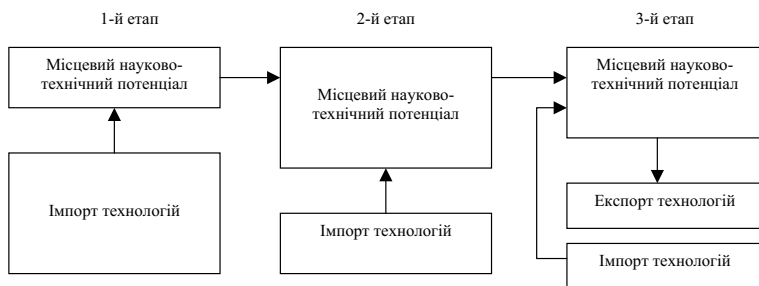 1-й етап
2-й етап
3-й етап
Місцевий науково-
технічний потенціал
Імпорт технологій
Місцевий науково-
технічний потенціал
Імпорт технологій
Місцевий науково-
технічний потенціал
Експорт технологій
Імпорт технологій